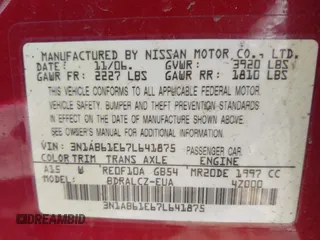 MANUFACTURED BY NISSAN MOTOR CO., LTD.
DATE 11/06. GVWR: 3920 LBS
GAWR FR: 2227 LBS GAWR RR: 1810 LBS
THIS VEHICLE CONFORMS TO ALL APPLICABLE FEDERAL MOTOR
VEHICLE SAFETY, BUMPER AND THEFT PREVENTION STANDARDS
IN EFFECT ON THE DATE OF MANUFACTURE SHOWN ABOVE.
SEE OWNER'S MANUAL FOR ADDITIONAL INFORMATION
VIN: 3N1AB61E67L641875 PASSENGER CAR
COLOR TRIM TRANS AXLE ENGINE
A15 W RE0F10A GB54 MR20DE 1997 CC
MODEL BDRALCZ-EUA 4Z000
3N1AB61E67L641875
DREAMBID